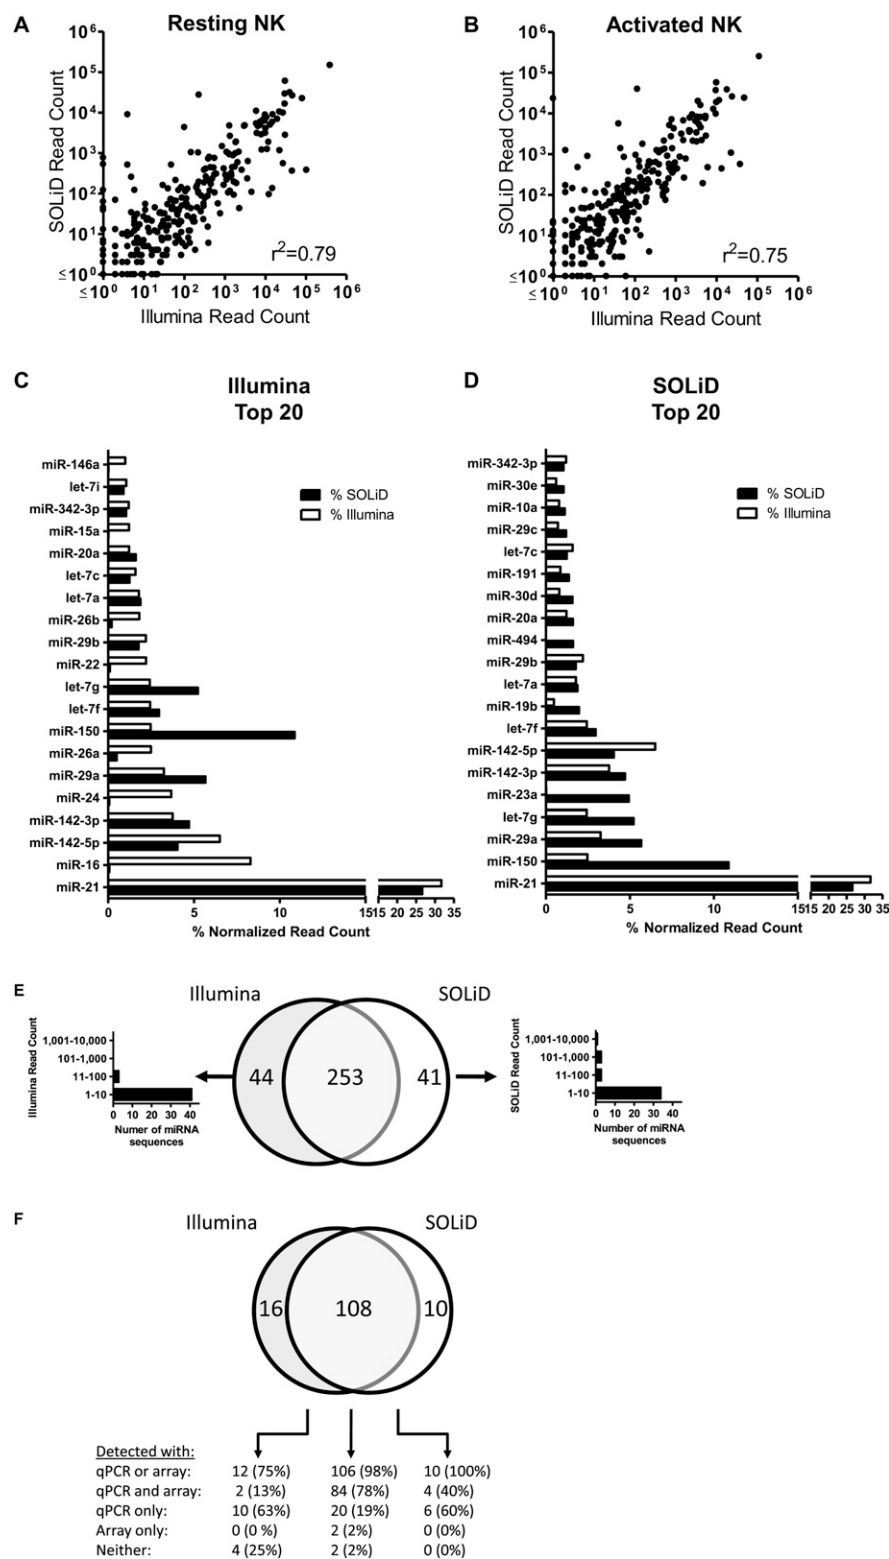 A
Resting NK
SOLiD Read Count
10^6
10^5
10^4
10^3
10^2
10^1
≤10^0
≤10^0 10^1 10^2 10^3 10^4 10^5 10^6
r^2=0.79
Illumina Read Count
B
Activated NK
SOLiD Read Count
10^6
10^5
10^4
10^3
10^2
10^1
≤10^0
≤10^0 10^1 10^2 10^3 10^4 10^5 10^6
r^2=0.75
Illumina Read Count
C
Illumina
Top 20
miR-146a
let-7i
miR-342-3p
miR-15a
miR-20a
let-7c
let-7a
miR-26b
miR-29b
miR-22
let-7g
let-7f
miR-150
miR-26a
miR-29a
miR-24
miR-142-3p
miR-142-5p
miR-16
miR-21
% SOLiD
% Illumina
0 5 10 15 15 20 25 30 35
% Normalized Read Count
D
SOLiD
Top 20
miR-342-3p
miR-30e
miR-10a
miR-29c
let-7c
miR-191
miR-30d
miR-20a
miR-494
miR-29b
let-7a
miR-19b
let-7f
miR-142-5p
miR-142-3p
miR-23a
let-7g
miR-29a
miR-150
miR-21
% SOLiD
% Illumina
0 5 10 15 15 20 25 30 35
% Normalized Read Count
E
Illumina
SOLiD
44
253
41
Illumina Read Count
1,001-10,000
101-1,000
11-100
1-10
0 10 20 30 40
Numer of miRNA
sequences
SOLiD Read Count
1,001-10,000
101-1,000
11-100
1-10
0 10 20 30 40
Number of miRNA
sequences
F
Illumina
SOLiD
16
108
10
Detected with:
qPCR or array: 12 (75%) 106 (98%) 10 (100%)
qPCR and array: 2 (13%) 84 (78%) 4 (40%)
qPCR only: 10 (63%) 20 (19%) 6 (60%)
Array only: 0 (0 %) 2 (2%) 0 (0%)
Neither: 4 (25%) 2 (2%) 0 (0%)